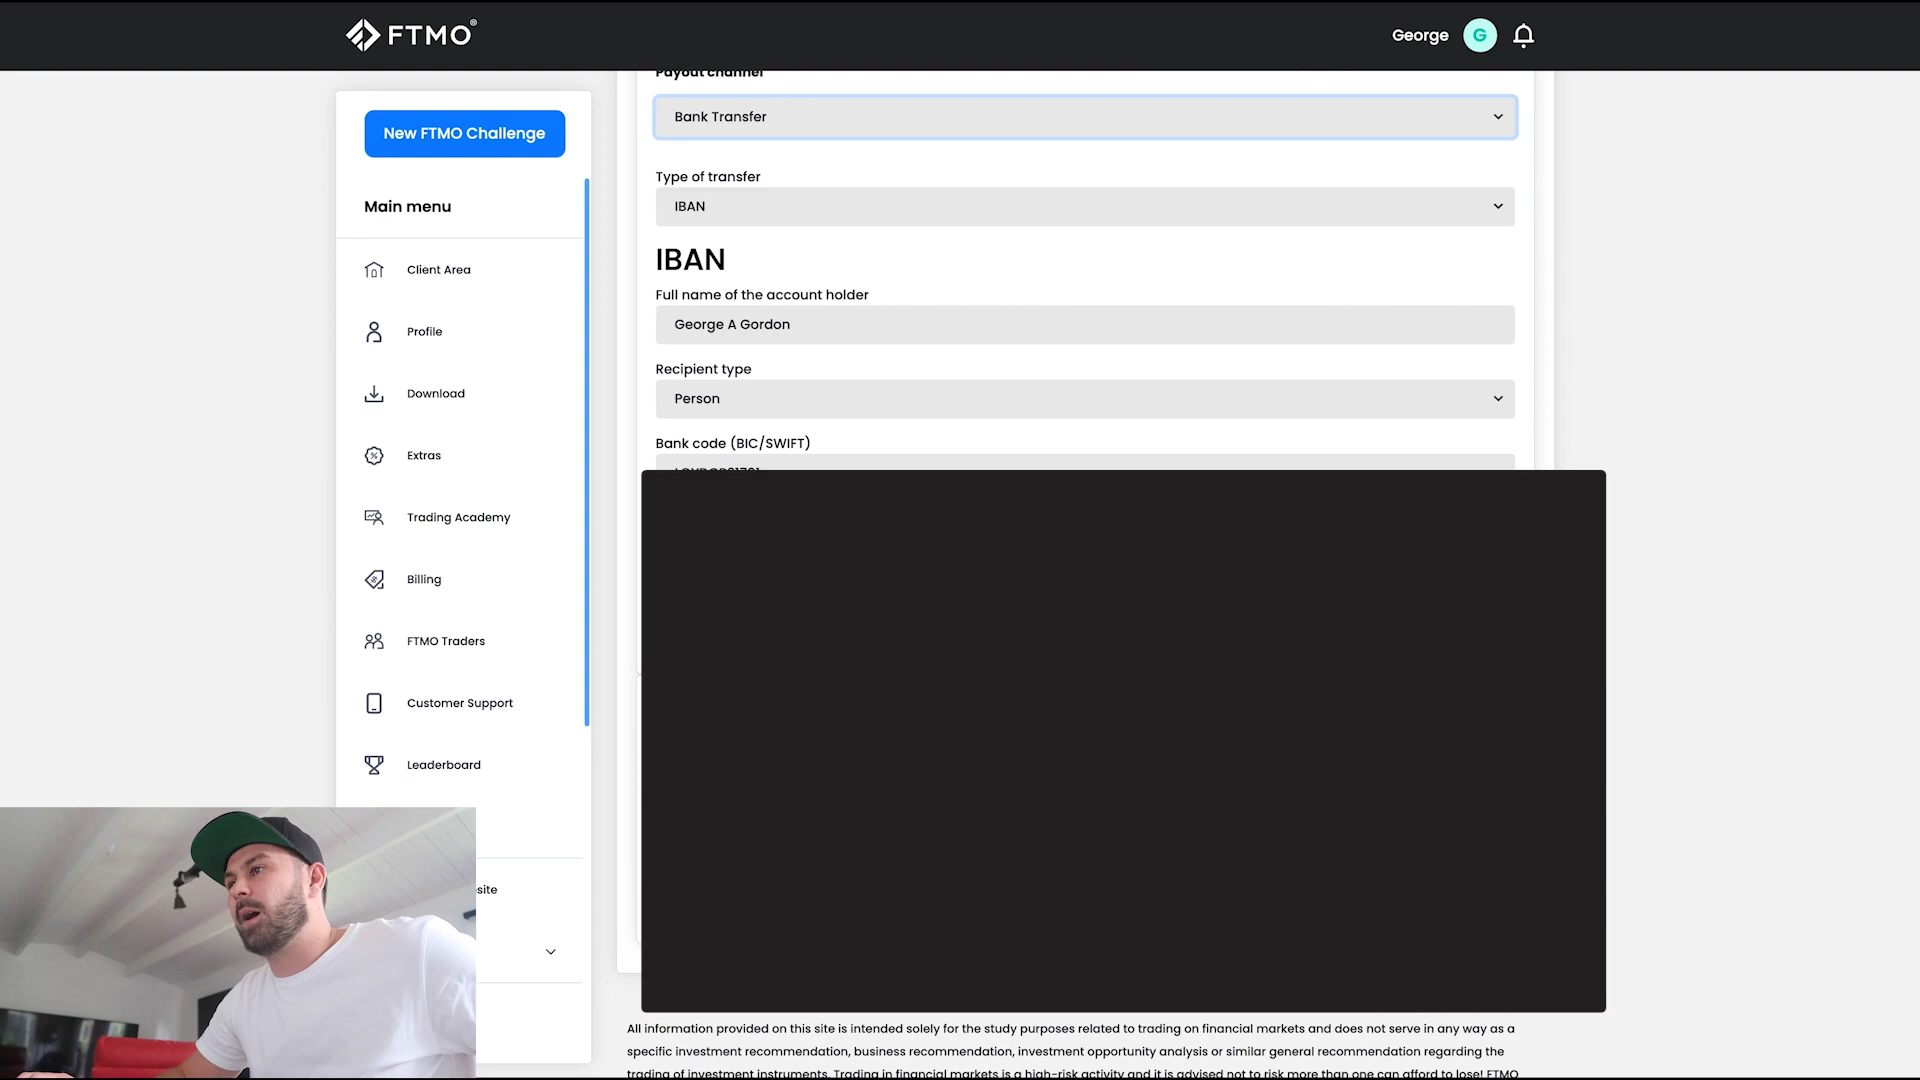 FTMO®
George
G
Payout channel
New FTMO Challenge
Bank Transfer
Main menu
Type of transfer
IBAN
IBAN
Client Area
Full name of the account holder
George A Gordon
Profile
Recipient type
Person
Download
Bank code (BIC/SWIFT)
Extras
Trading Academy
Billing
FTMO Traders
Customer Support
Leaderboard
site
All information provided on this site is intended solely for the study purposes related to trading on financial markets and does not serve in any way as a
specific investment recommendation, business recommendation, investment opportunity analysis or similar general recommendation regarding the
trading of investment instruments. Trading in financial markets is a high-risk activity and it is advised not to risk more than one can afford to lose! FTMO